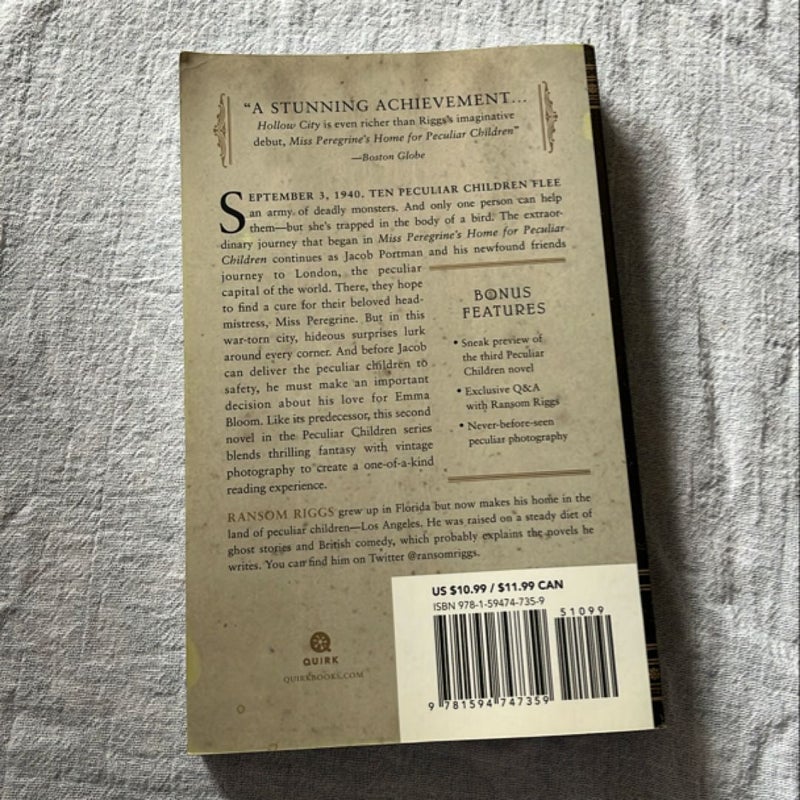 “A STUNNING ACHIEVEMENT...
Hollow City is even richer than Riggs's imaginative
debut, Miss Peregrine's Home for Peculiar Children”
—Boston Globe
SEPTEMBER 3, 1940. TEN PECULIAR CHILDREN FLEE
an army of deadly monsters. And only one person can help
them—but she's trapped in the body of a bird. The extraor-
dinary journey that began in Miss Peregrine's Home for Peculiar
Children continues as Jacob Portman and his newfound friends
journey to London, the peculiar
capital of the world. There, they hope
to find a cure for their beloved head-
mistress, Miss Peregrine. But in this
war-torn city, hideous surprises lurk
around every corner. And before Jacob
can deliver the peculiar children to
safety, he must make an important
decision about his love for Emma
Bloom. Like its predecessor, this second
novel in the Peculiar Children series
blends thrilling fantasy with vintage
photography to create a one-of-a-kind
reading experience.
BONUS
FEATURES
• Sneak preview of
the third Peculiar
Children novel
• Exclusive Q&A
with Ransom Riggs
• Never-before-seen
peculiar photography
RANSOM RIGGS grew up in Florida but now makes his home in the
land of peculiar children—Los Angeles. He was raised on a steady diet of
ghost stories and British comedy, which probably explains the novels he
writes. You can find him on Twitter @ransomriggs.
QUIRK
QUIRKBOOKS.COM
US $10.99 / $11.99 CAN
ISBN 978-1-59474-735-9
51099
9 781594 747359